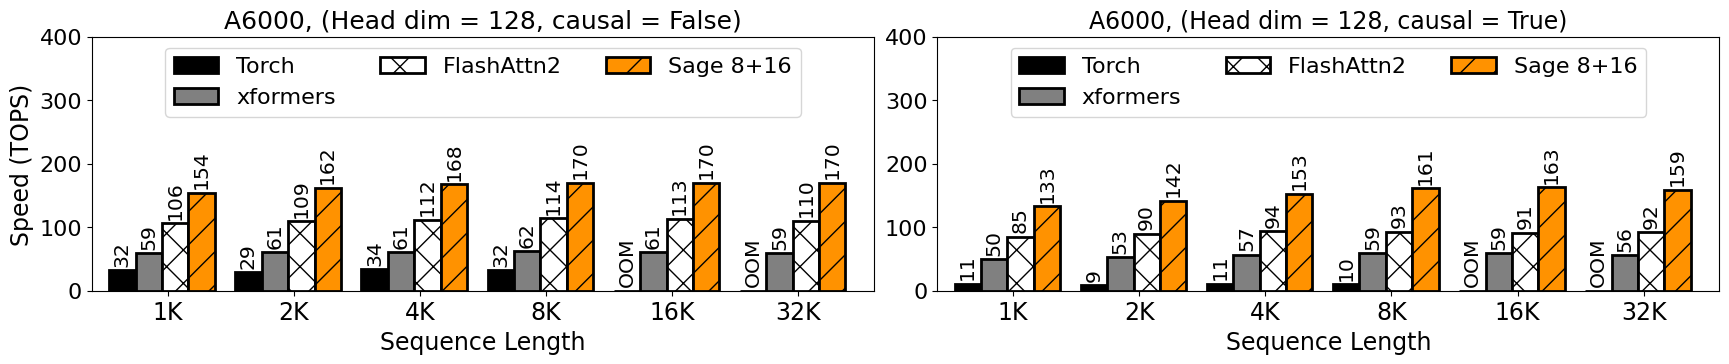 A6000, (Head dim = 128, causal = False)
Speed (TOPS)
400
300
200
100
0
Torch
FlashAttn2
Sage 8+16
xformers
32 59 106 154
29 61 109 162
34 61 112 168
32 62 114 170
OOM 61 113 170
OOM 59 110 170
1K 2K 4K 8K 16K 32K
Sequence Length
A6000, (Head dim = 128, causal = True)
400
300
200
100
0
Torch
FlashAttn2
Sage 8+16
xformers
11 50 85 133
9 53 90 142
11 57 94 153
10 59 93 161
OOM 59 91 163
OOM 56 92 159
1K 2K 4K 8K 16K 32K
Sequence Length